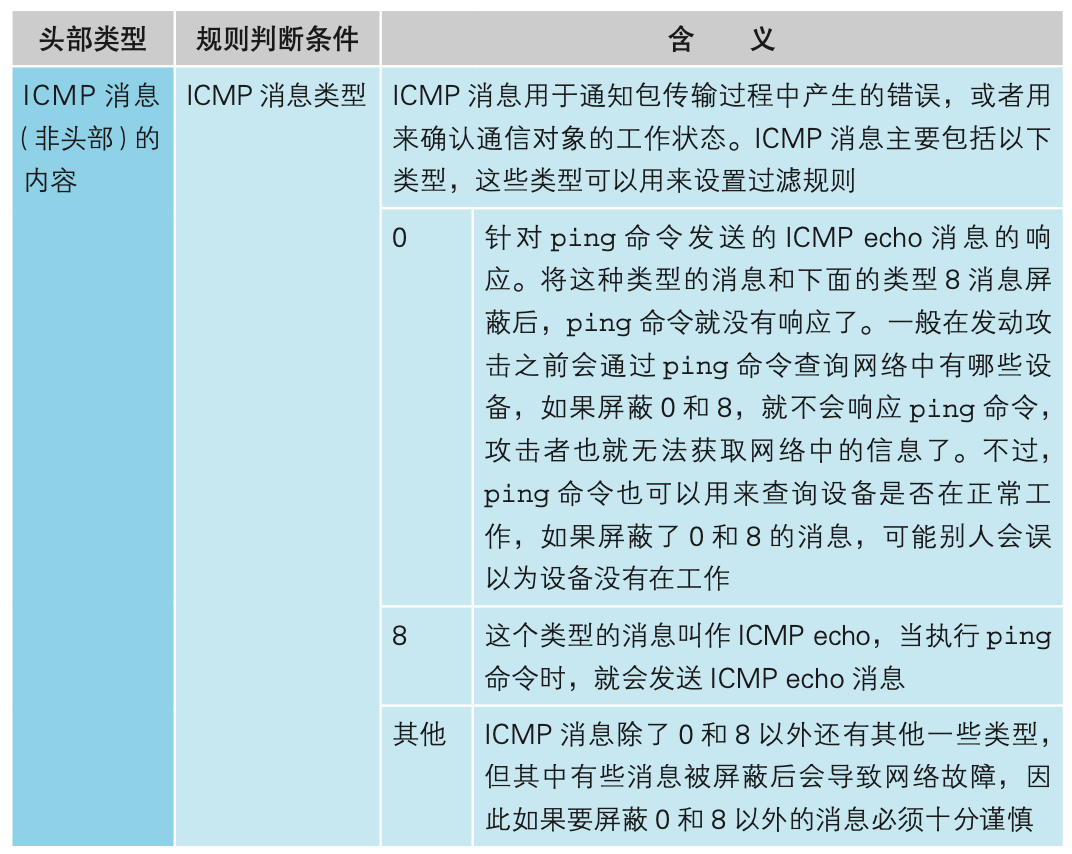 头部类型 规则判断条件 含 义
ICMP 消息
（非头部）的
内容
ICMP 消息类型
ICMP 消息用于通知包传输过程中产生的错误，或者用
来确认通信对象的工作状态。ICMP 消息主要包括以下
类型，这些类型可以用来设置过滤规则
0
针对 ping 命令发送的 ICMP echo 消息的响
应。将这种类型的消息和下面的类型 8 消息屏
蔽后，ping 命令就没有响应了。一般在发动攻
击之前会通过 ping 命令查询网络中有哪些设
备，如果屏蔽 0 和 8，就不会响应 ping 命令，
攻击者也就无法获取网络中的信息了。不过，
ping 命令也可以用来查询设备是否在正常工
作，如果屏蔽了 0 和 8 的消息，可能别人会误
以为设备没有在工作
8
这个类型的消息叫作 ICMP echo，当执行 ping
命令时，就会发送 ICMP echo 消息
其他
ICMP 消息除了 0 和 8 以外还有其他一些类型，
但其中有些消息被屏蔽后会导致网络故障，因
此如果要屏蔽 0 和 8 以外的消息必须十分谨慎